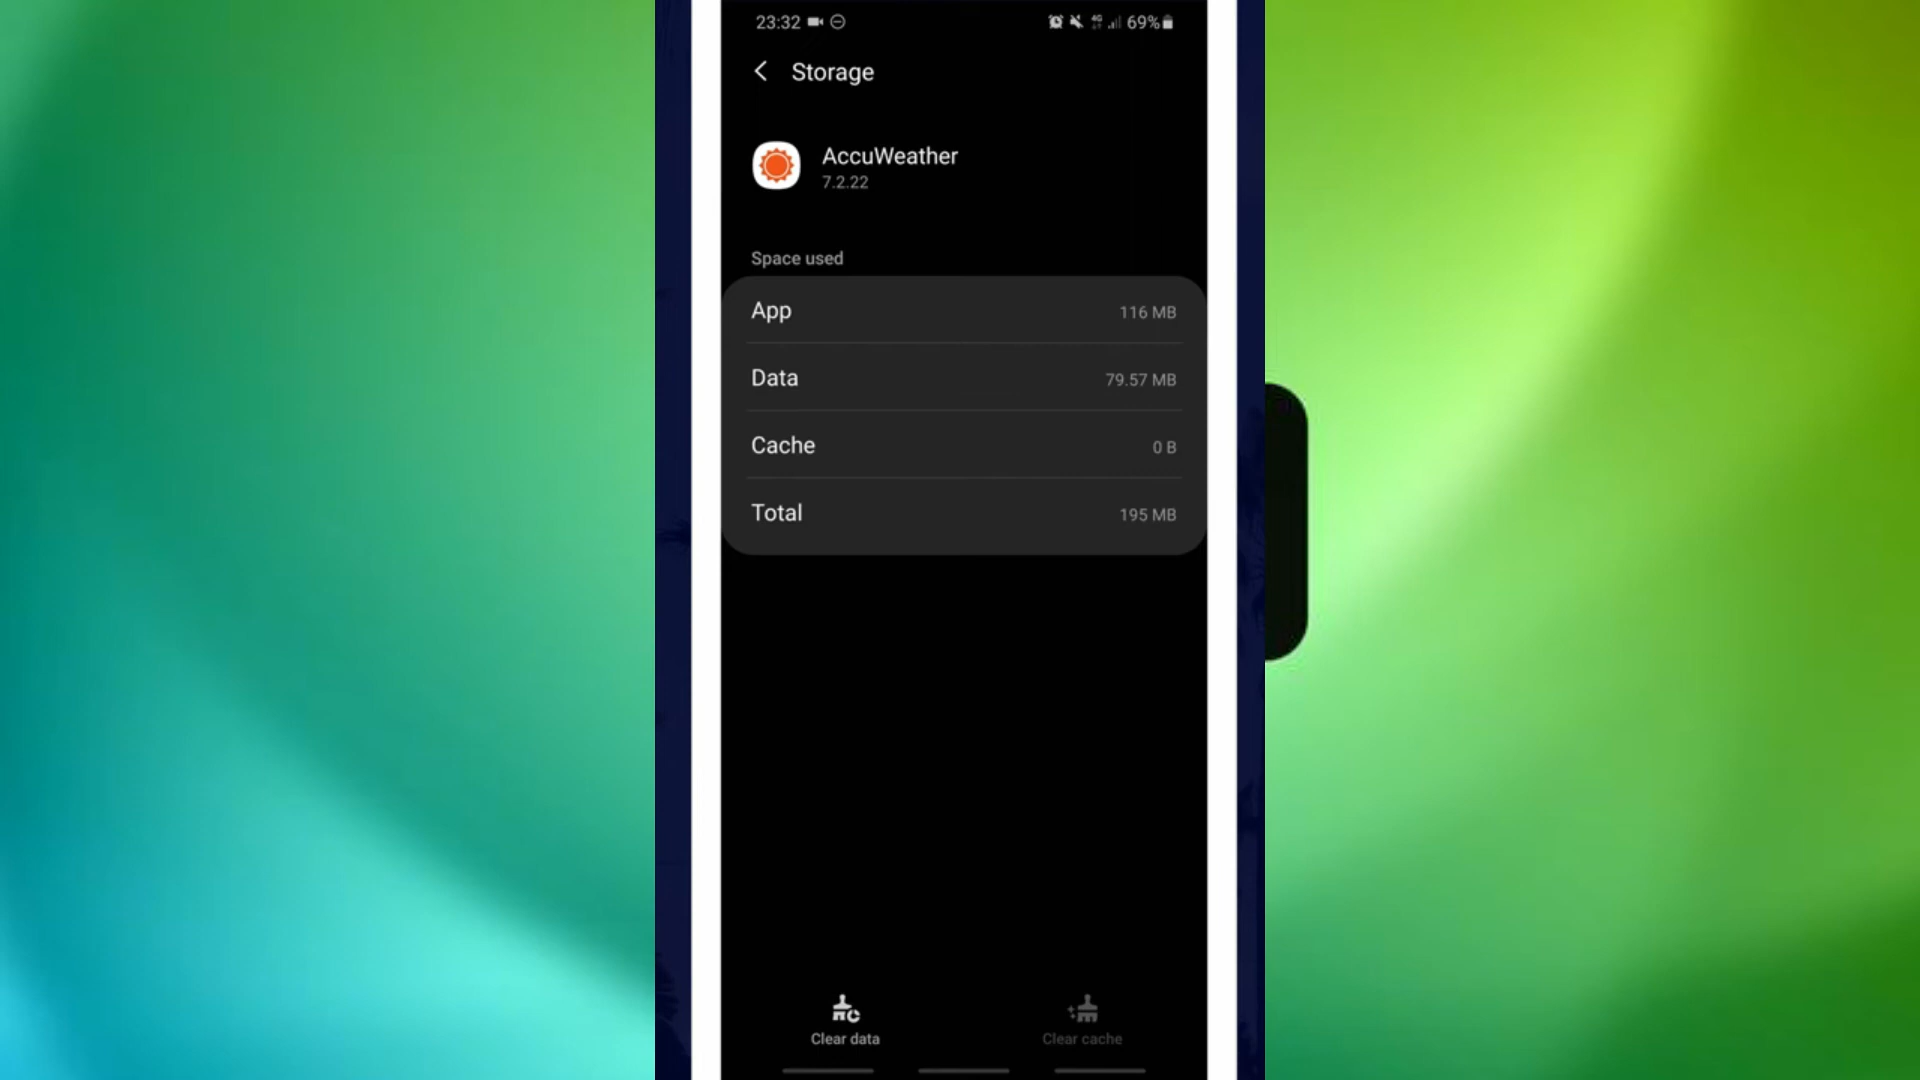 23:32 4G 69%
Storage
AccuWeather
7.2.22
Space used
App 116 MB
Data 79.57 MB
Cache 0 B
Total 195 MB
Clear data Clear cache